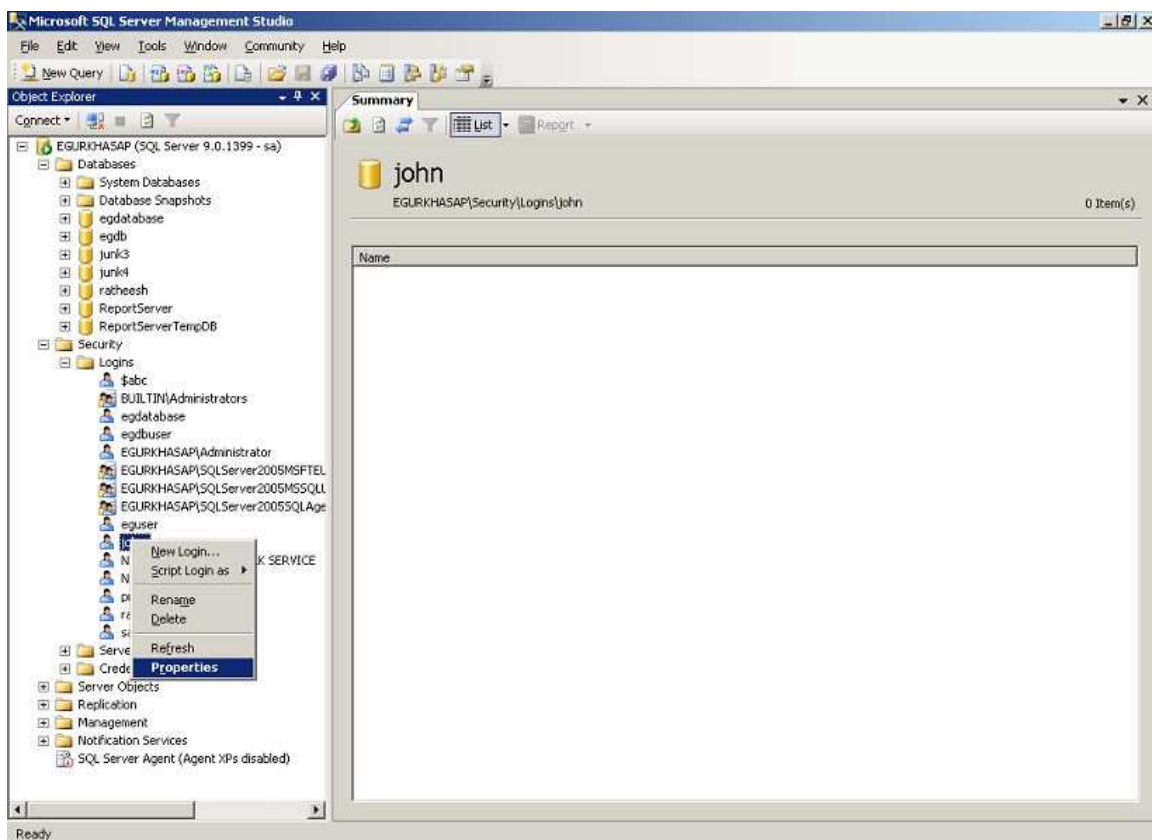 Microsoft SQL Server Management Studio
File Edit View Tools Window Community Help
New Query
Object Explorer
Connect
EGURKHASAP (SQL Server 9.0.1399 - sa)
Databases
System Databases
Database Snapshots
egdatabase
egdb
junk3
junk4
ratheesh
ReportServer
ReportServerTempDB
Security
Logins
$abc
BUILTIN\Administrators
egdatabase
egdbuser
EGURKHASAP\Administrator
EGURKHASAP\SQLServer2005MSFTEL
EGURKHASAP\SQLServer2005MSSQLU
EGURKHASAP\SQLServer2005SQLAge
eguser
N K SERVICE
N
Serve
Crede
Server Objects
Replication
Management
Notification Services
SQL Server Agent (Agent XPs disabled)
New Login...
Script Login as
Rename
Delete
Refresh
Properties
Summary
List Report
john
EGURKHASAP\Security\Logins\john 0 Item(s)
Name
Ready